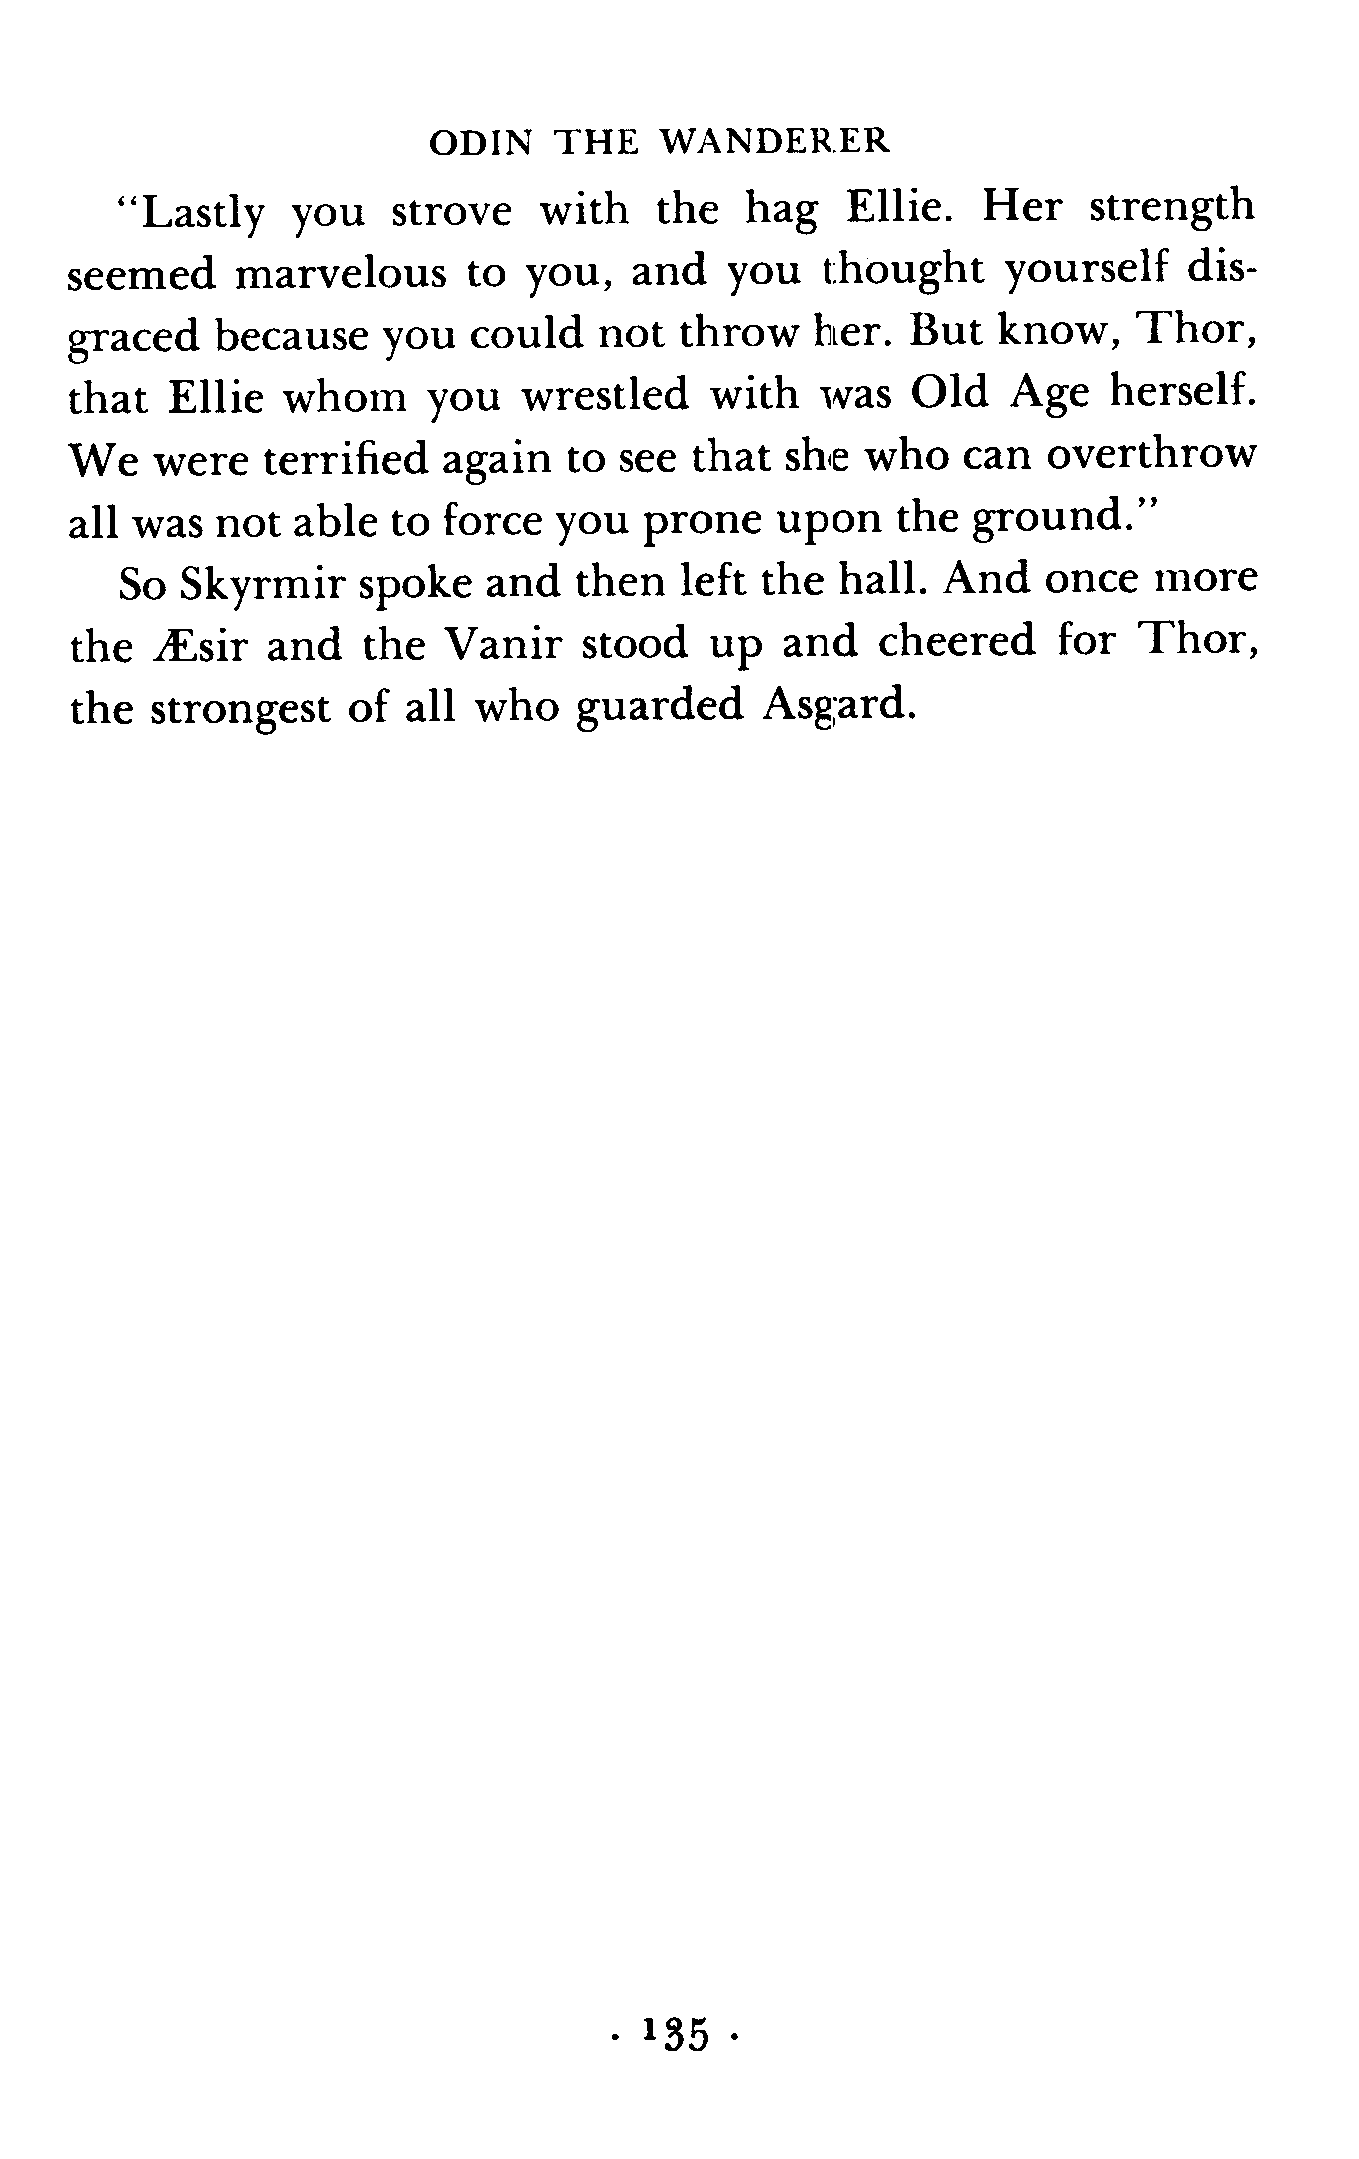 ODIN THE WANDERER
“Lastly you strove with the hag Ellie. Her strength
seemed marvelous to you, and you thought yourself dis-
graced because you could not throw her. But know, Thor,
that Ellie whom you wrestled with was Old Age herself.
We were terrified again to see that she who can overthrow
all was not able to force you prone upon the ground.”
So Skyrmir spoke and then left the hall. And once more
the Æsir and the Vanir stood up and cheered for Thor,
the strongest of all who guarded Asgard.
· 135 ·